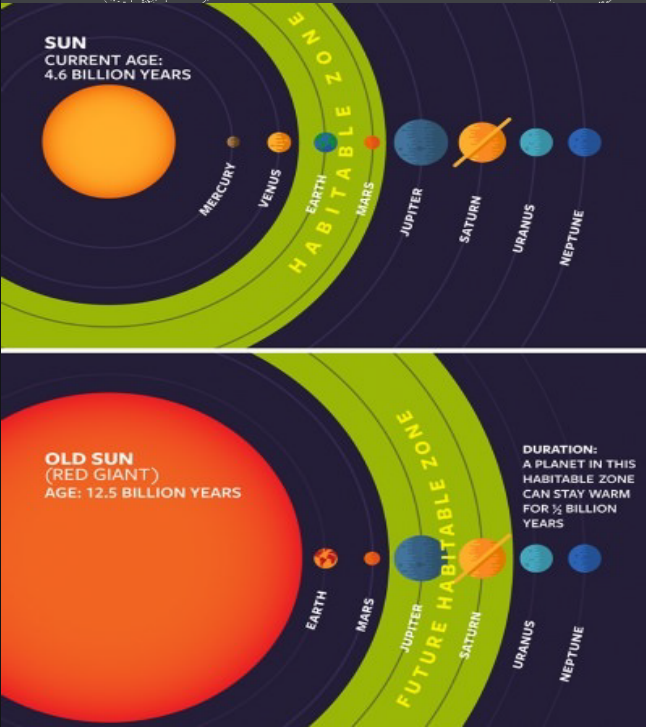 SUN
CURRENT AGE:
4.6 BILLION YEARS
HABITABLE ZONE
MERCURY
VENUS
EARTH
MARS
JUPITER
SATURN
URANUS
NEPTUNE
OLD SUN
(RED GIANT)
AGE: 12.5 BILLION YEARS
FUTURE HABITABLE ZONE
DURATION:
A PLANET IN THIS
HABITABLE ZONE
CAN STAY WARM
FOR ½ BILLION
YEARS
EARTH
MARS
JUPITER
SATURN
URANUS
NEPTUNE